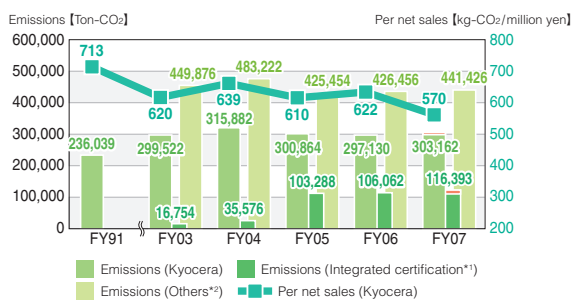 Emissions【Ton-CO2】 Per net sales【kg-CO2/million yen】
600,000 800
713 449,876 483,222 425,454 426,456 441,426
500,000 700
620 639 610 622 570
400,000 600
315,882
299,522 300,864 297,130 303,162
300,000 500
236,039
200,000 400
103,288 106,062 116,393
100,000 300
16,754 35,576
0 200
FY91 FY03 FY04 FY05 FY06 FY07
Emissions (Kyocera) Emissions (Integrated certification*1)
Emissions (Others*2) Per net sales (Kyocera)